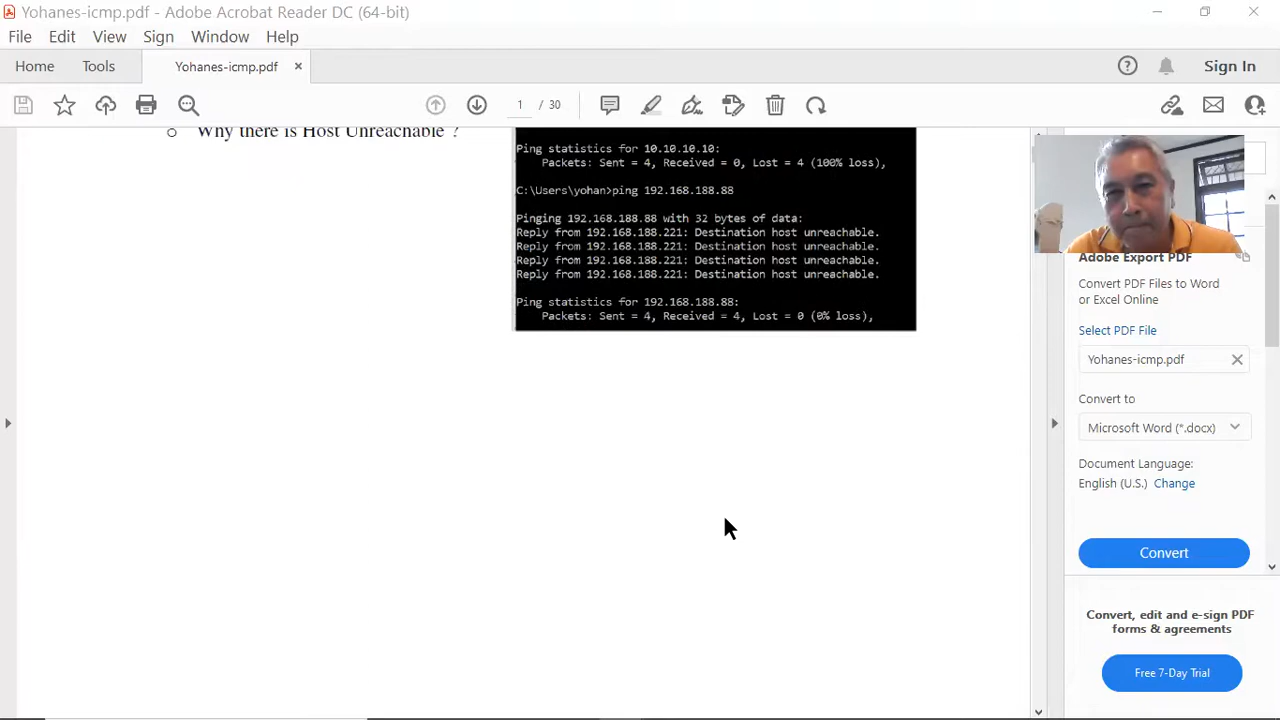 Yohanes-icmp.pdf - Adobe Acrobat Reader DC (64-bit)
File Edit View Sign Window Help
Home Tools Yohanes-icmp.pdf × Sign In
1 / 30
o Why there is Host Unreachable ?
Ping statistics for 10.10.10.10:
Packets: Sent = 4, Received = 0, Lost = 4 (100% loss),
C:\Users\yohan>ping 192.168.188.88
Pinging 192.168.188.88 with 32 bytes of data:
Reply from 192.168.188.221: Destination host unreachable.
Reply from 192.168.188.221: Destination host unreachable.
Reply from 192.168.188.221: Destination host unreachable.
Reply from 192.168.188.221: Destination host unreachable.
Ping statistics for 192.168.188.88:
Packets: Sent = 4, Received = 4, Lost = 0 (0% loss),
Adobe Export PDF
Convert PDF Files to Word
or Excel Online
Select PDF File
Yohanes-icmp.pdf
Convert to
Microsoft Word (*.docx)
Document Language:
English (U.S.) Change
Convert
Convert, edit and e-sign PDF
forms & agreements
Free 7-Day Trial